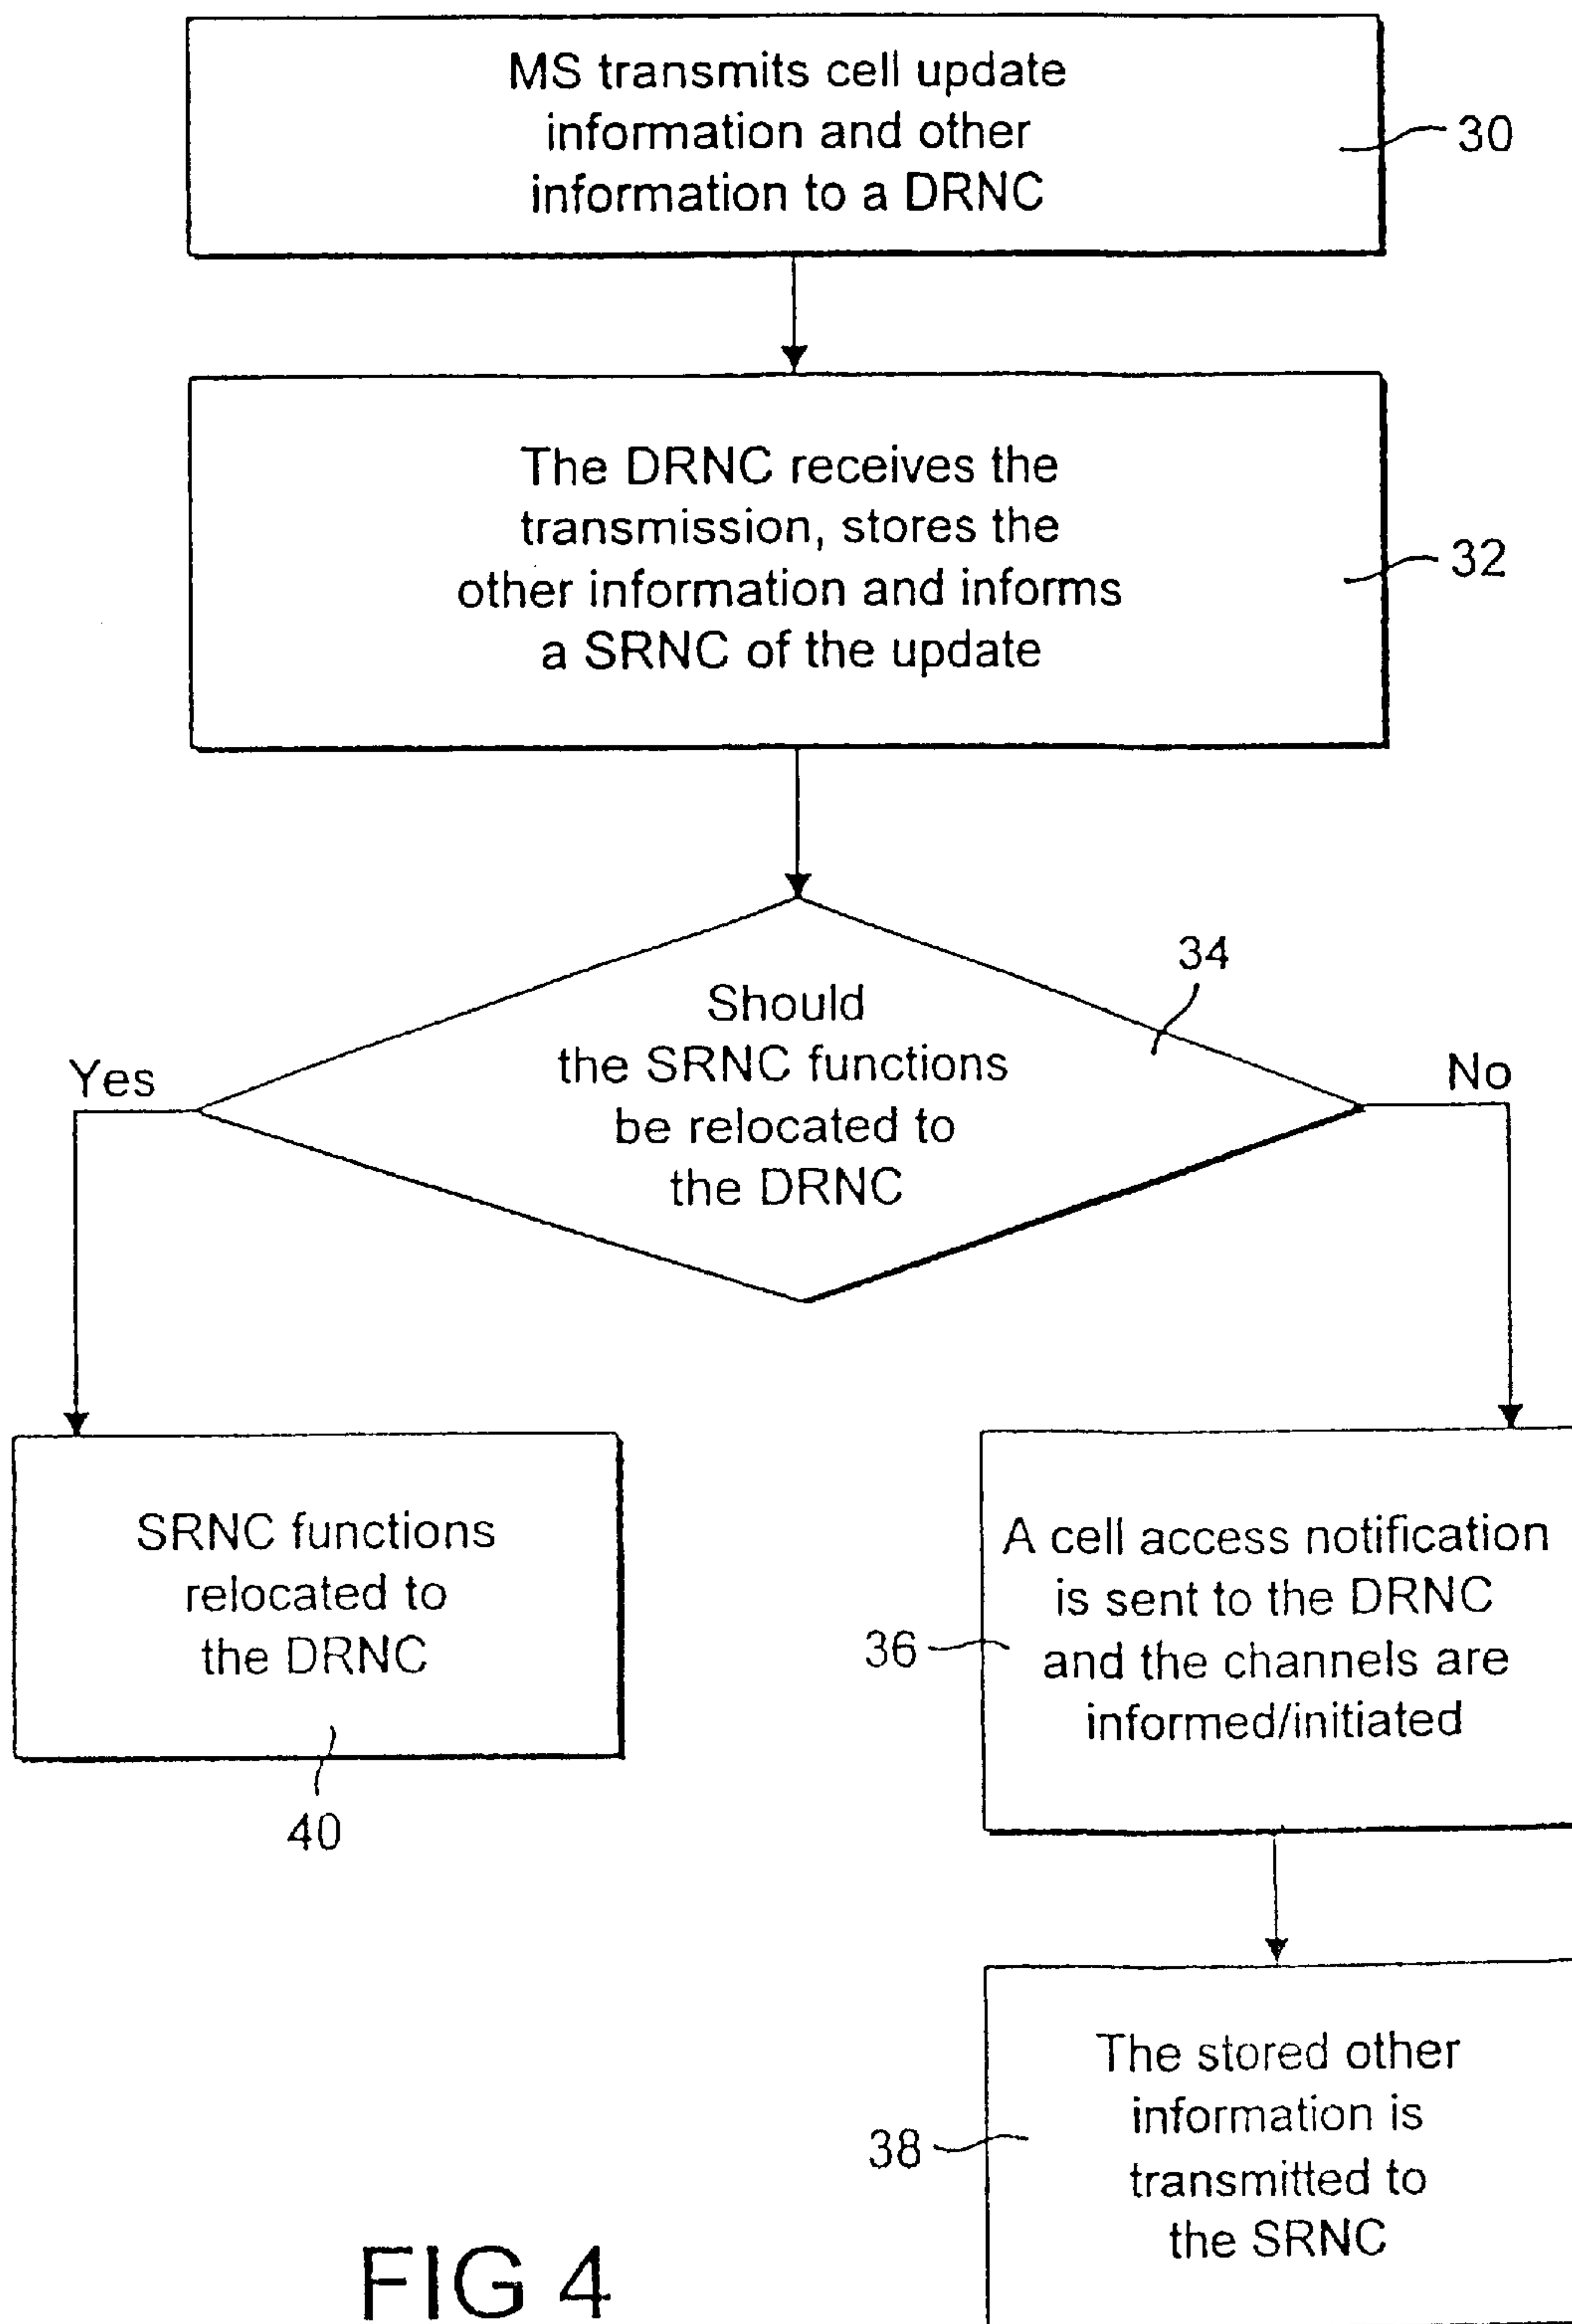 MS transmits cell update
information and other
information to a DRNC
30
The DRNC receives the
transmission, stores the
other information and informs
a SRNC of the update
32
34
Should
the SRNC functions
be relocated to
the DRNC
Yes
No
SRNC functions
relocated to
the DRNC
40
A cell access notification
is sent to the DRNC
and the channels are
informed/initiated
36
The stored other
information is
transmitted to
the SRNC
38
FIG 4